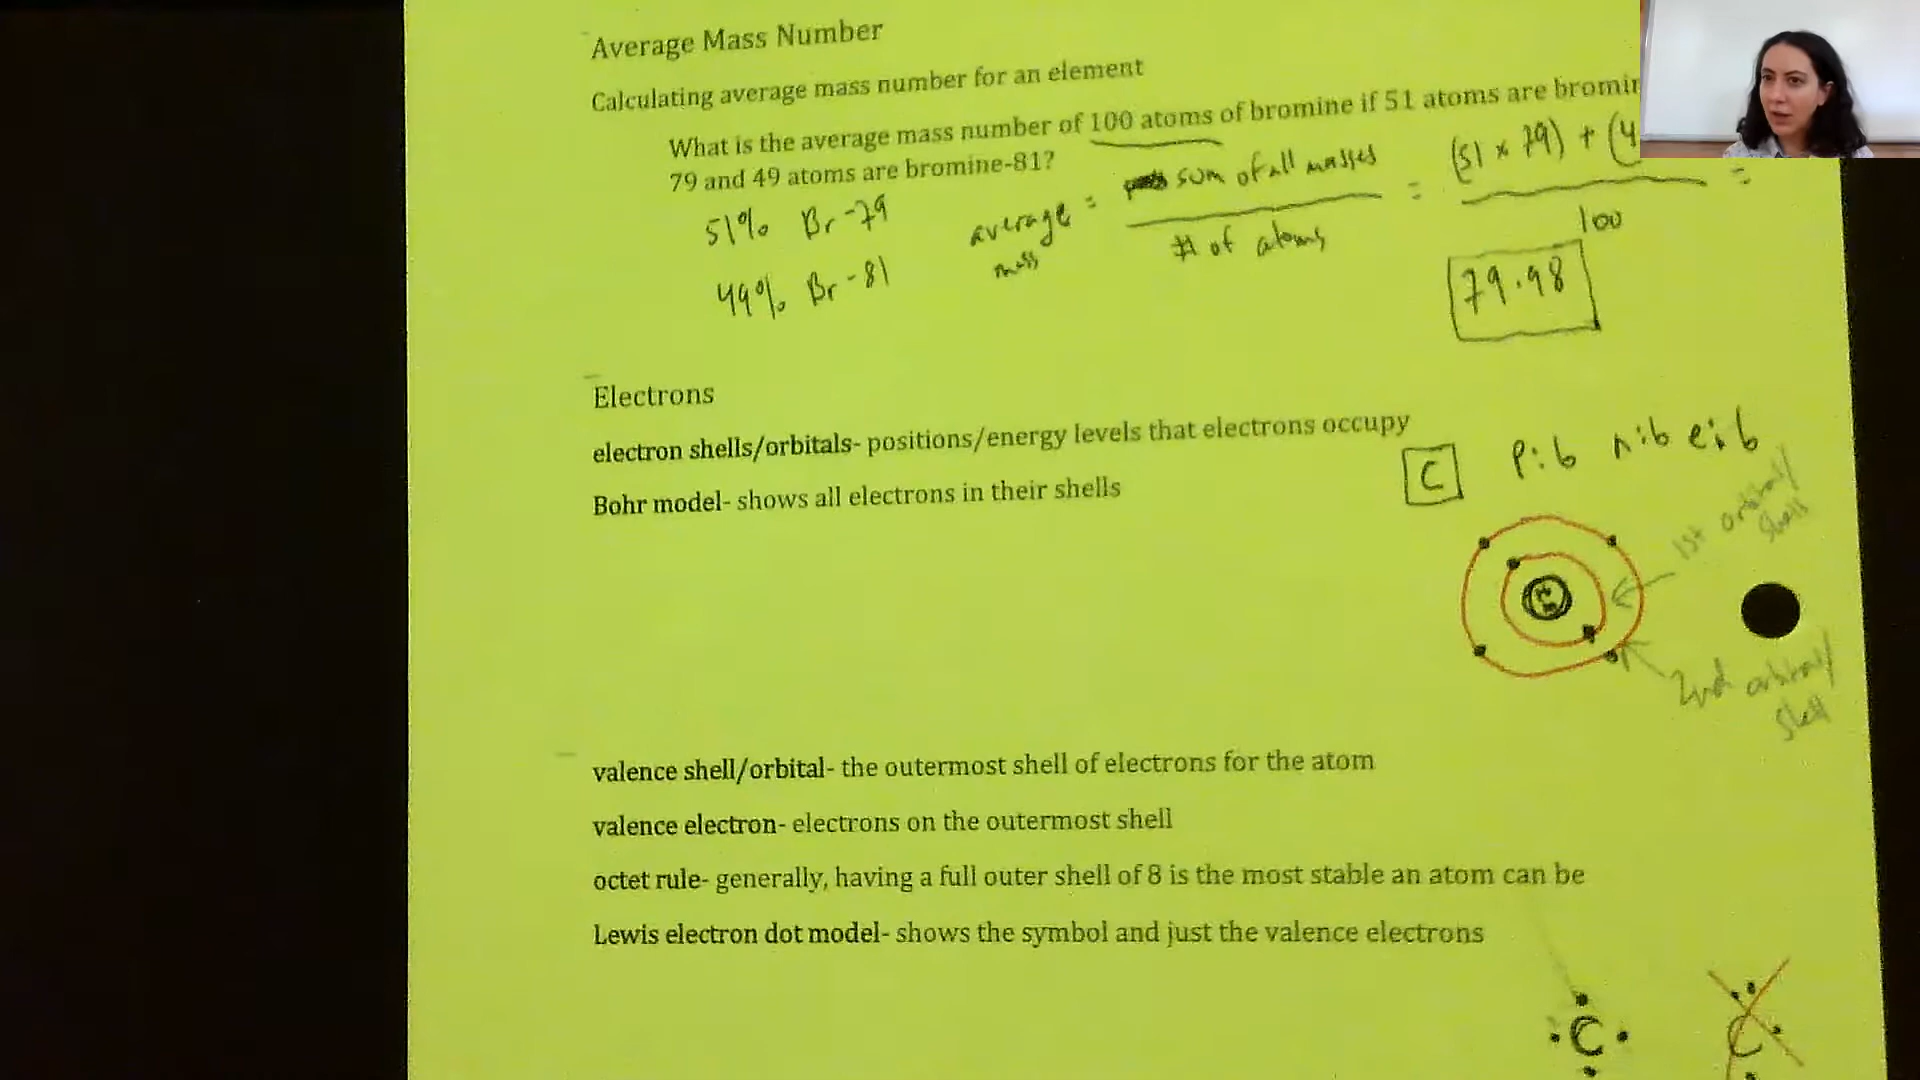 Average Mass Number
Calculating average mass number for an element
What is the average mass number of 100 atoms of bromine if 51 atoms are bromin
79 and 49 atoms are bromine-81?
51% Br-79
49% Br-81
average mass = sum of all masses / # of atoms = (51 × 79) + (4 / 100 =
79.98
Electrons
electron shells/orbitals- positions/energy levels that electrons occupy
C p:6 n:6 e:6
Bohr model- shows all electrons in their shells
1st orbital/
shell
C
2nd orbital/
shell
valence shell/orbital- the outermost shell of electrons for the atom
valence electron- electrons on the outermost shell
octet rule- generally, having a full outer shell of 8 is the most stable an atom can be
Lewis electron dot model- shows the symbol and just the valence electrons
C C